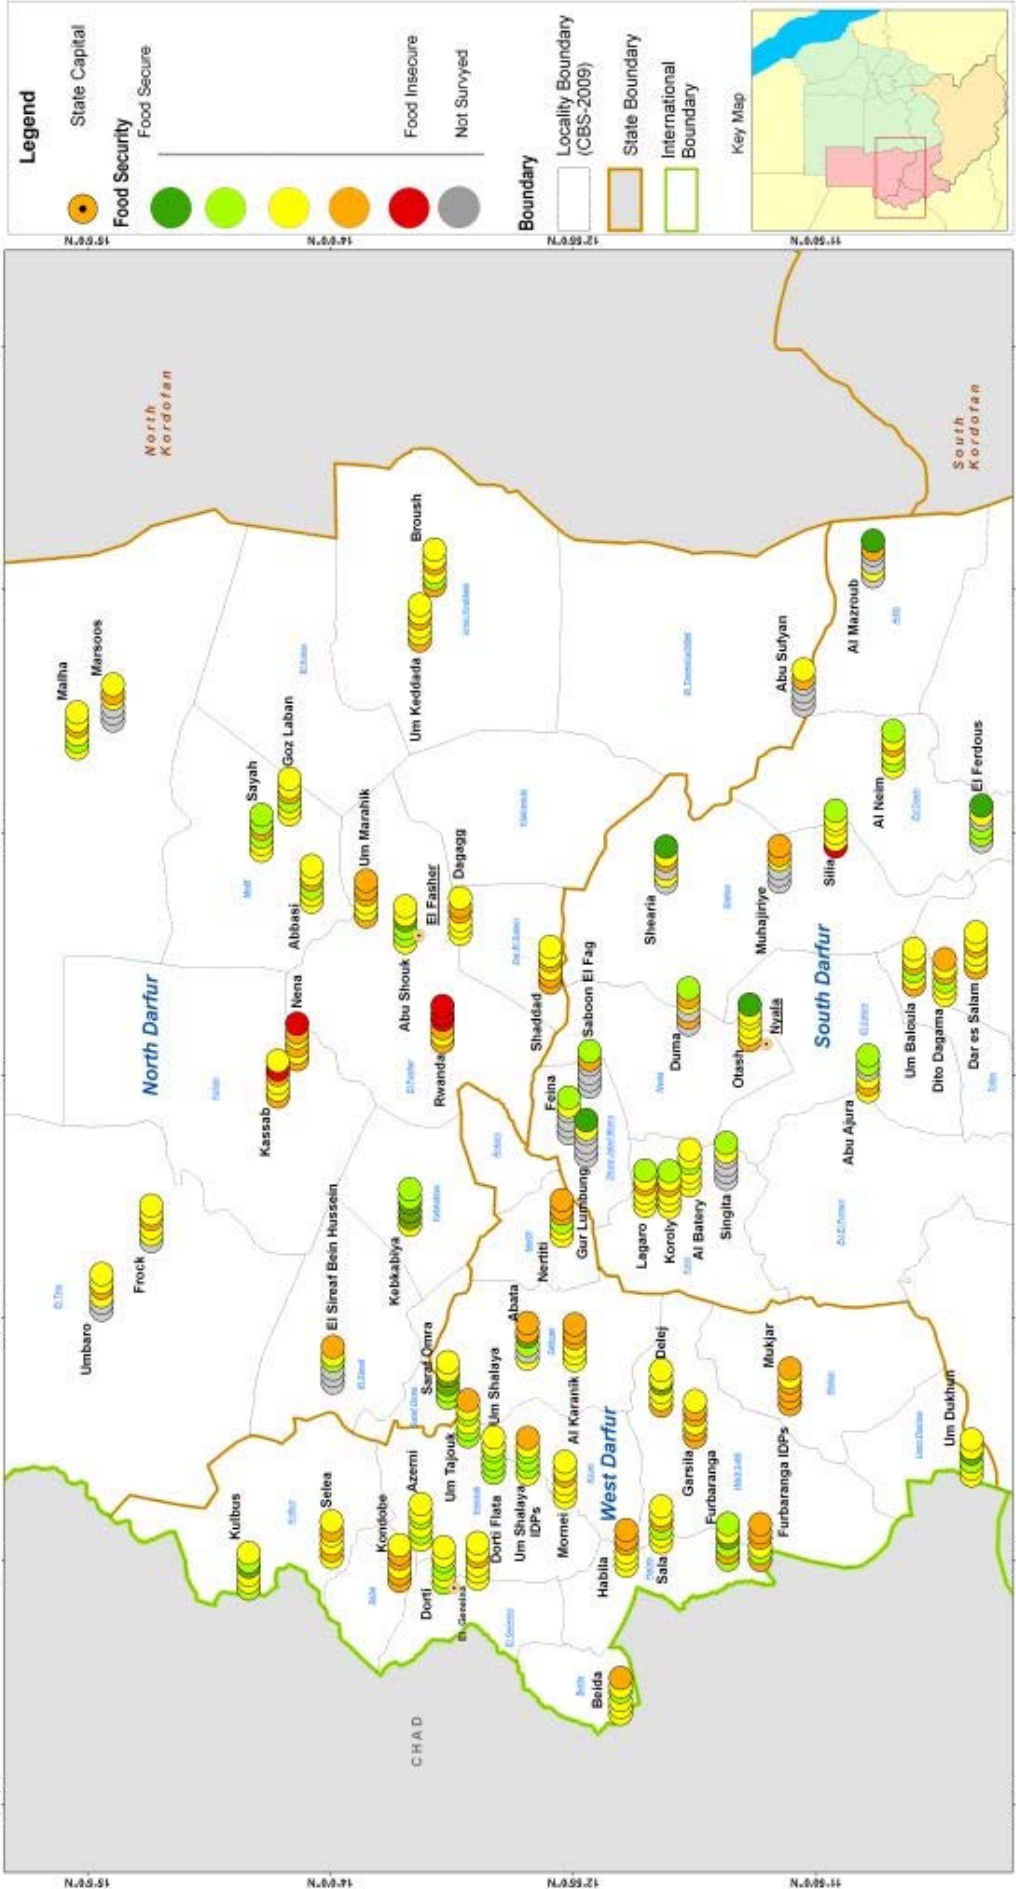 Legend
State Capital
Food Security
Food Secure
Food Insecure
Not Survyed
Boundary
Locality Boundary
(CBS-2009)
State Boundary
International
Boundary
Key Map
North
Kordofan
South
Kordofan
CHAD
North Darfur
South Darfur
West Darfur
Malha
Marsoos
Umbaro
Frock
Sayah
Goz Laban
Abbasi
Um Marahik
Um Keddada
Broush
Kassab
Nena
Abu Shouk
El Fasher
Dagagg
Rwanda
Shaddad
El Sireaf Bein Hussein
Kebkabiya
Saraf Omra
Kulbus
Selea
Kondobe
Azerni
Um Tajouk
Um Shalaya
Dorti
El Geneina
Dorti Flata
Um Shalaya
IDPs
Abata
Al Karanik
Mornei
Nertiti
Feina
Saboon El Fag
Gur Lumbung
Habila
Sala
Beida
Delej
Garsila
Furbaranga
Furbaranga IDPs
Mukjar
Um Dukhun
Lagaro
Koroly
Al Batery
Singita
Duma
Otash
Nyala
Shearia
Muhajiriye
Abu Sufyan
Al Mazroub
Silia
Al Neim
El Ferdous
Abu Ajura
Um Baloula
Dito Dagama
Dar es Salam